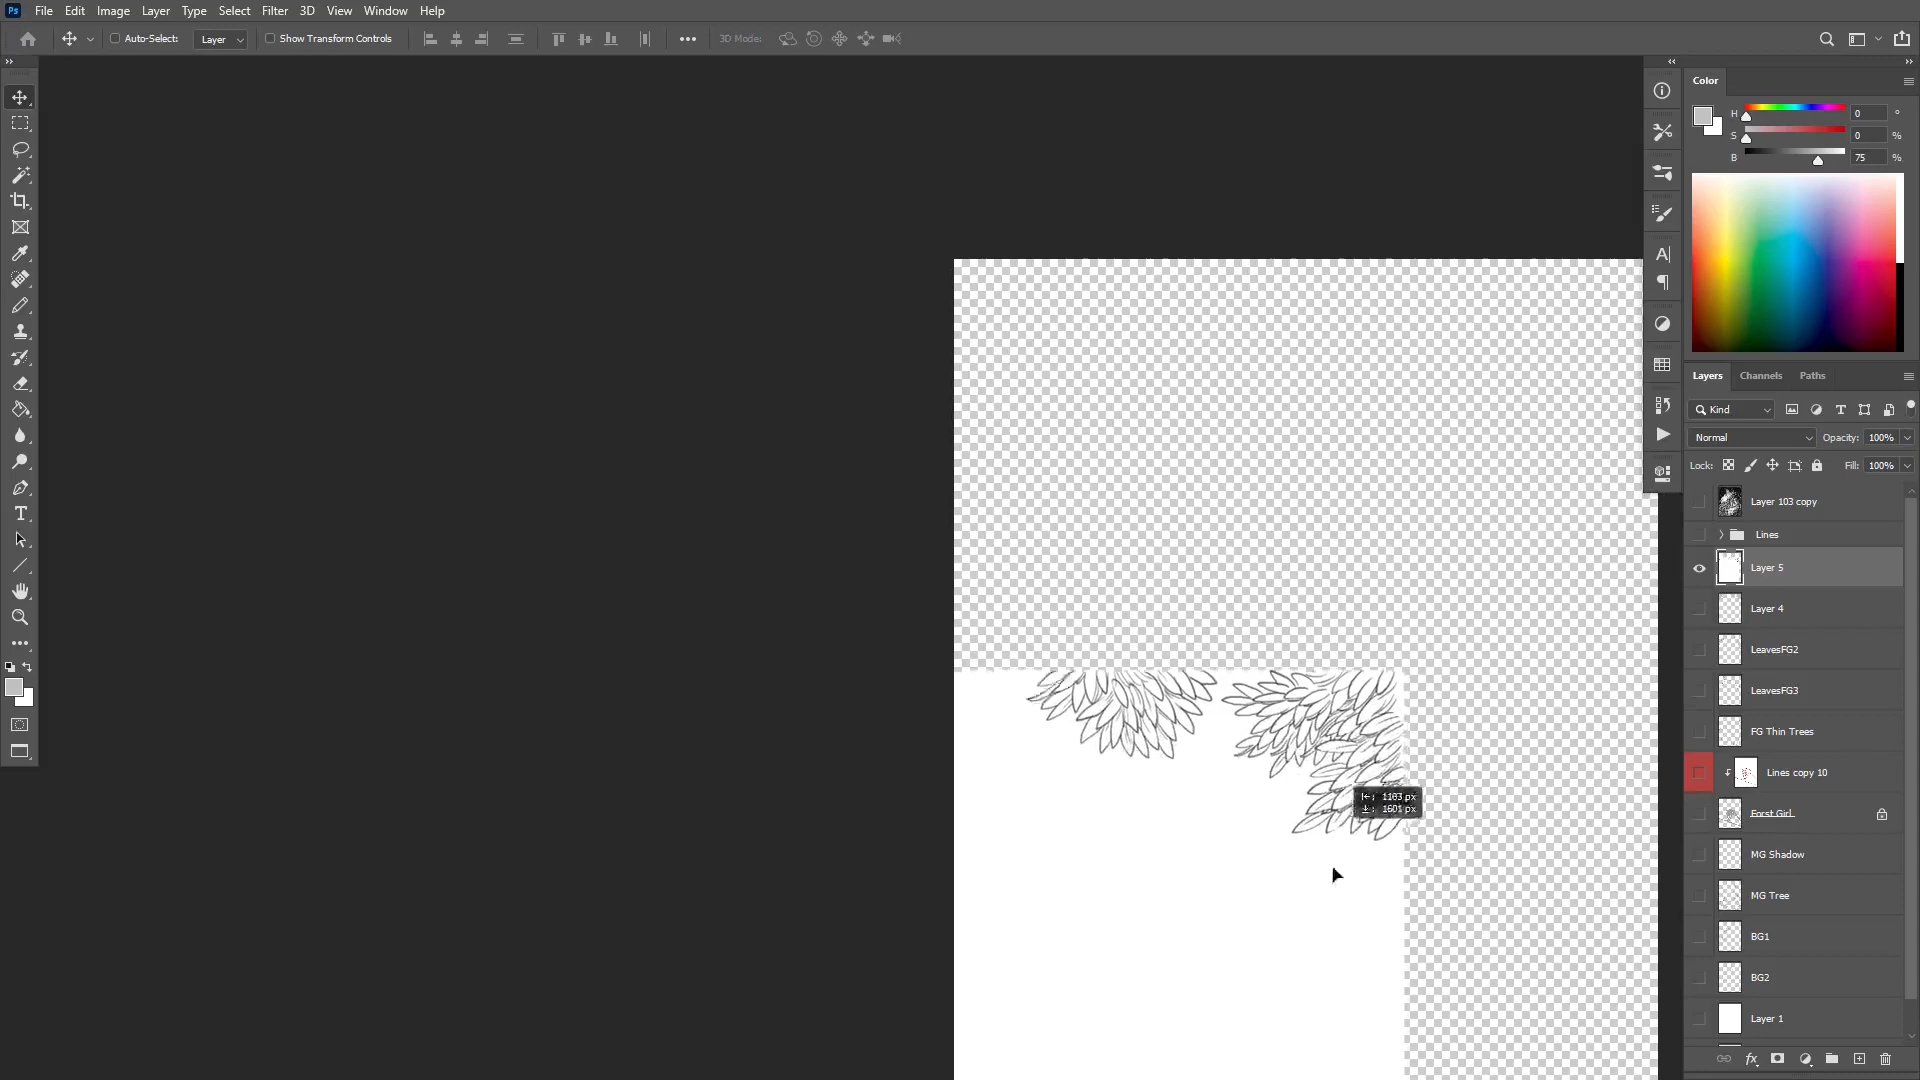 Ps File Edit Image Layer Type Select Filter 3D View Window Help
Auto-Select: Layer Show Transform Controls 3D Mode:
Color
H 0 °
S 0 %
B 75 %
Layers Channels Paths
Kind
Normal Opacity: 100%
Lock: Fill: 100%
Layer 103 copy
Lines
Layer 5
Layer 4
LeavesFG2
LeavesFG3
FG Thin Trees
Lines copy 10
Forst Girl
MG Shadow
MG Tree
BG1
BG2
Layer 1
1103 px
1601 px